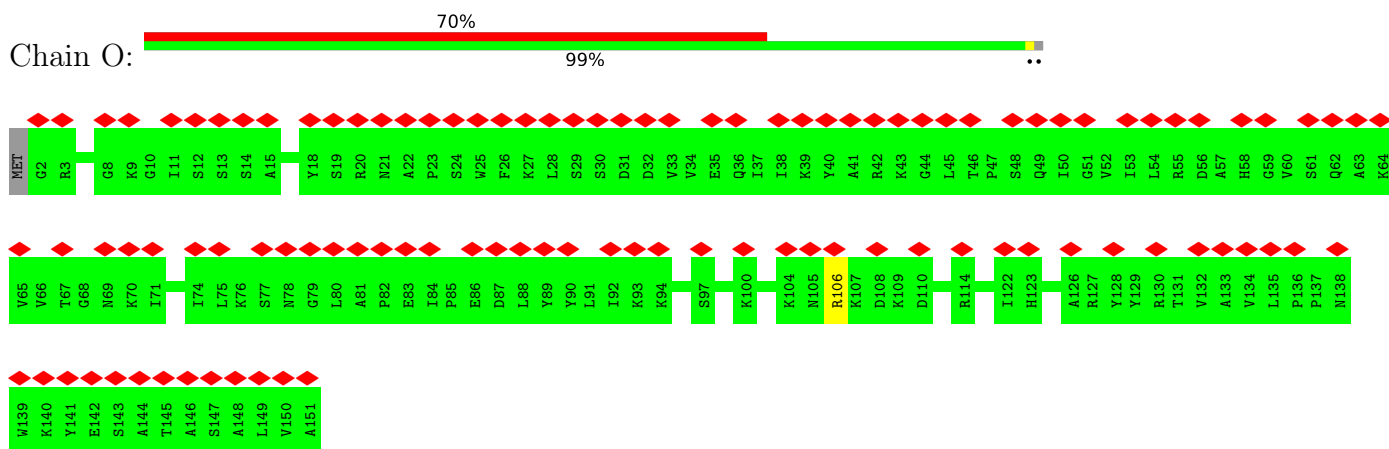 70%
Chain O:
99%
••
MET G2 R3 G8 K9 G10 I11 S12 S13 S14 A15 Y18 S19 R20 N21 A22 P23 S24 W25 F26 K27 L28 S29 S30 D31 D32 V33 V34 E35 Q36 I37 I38 K39 Y40 A41 R42 K43 G44 L45 T46 P47 S48 Q49 I50 G51 V52 I53 L54 R55 D56 A57 H58 G59 V60 S61 Q62 A63 K64
V65 V66 T67 G68 N69 K70 I71 I74 L75 K76 S77 N78 G79 L80 A81 P82 E83 I84 P85 E86 D87 L88 Y89 Y90 L91 I92 K93 K94 S97 K100 K104 N105 R106 K107 D108 K109 D110 R114 I122 H123 A126 R127 Y128 Y129 R130 T131 V132 A133 V134 L135 P136 P137 N138
W139 K140 Y141 E142 S143 A144 T145 A146 S147 A148 L149 V150 A151